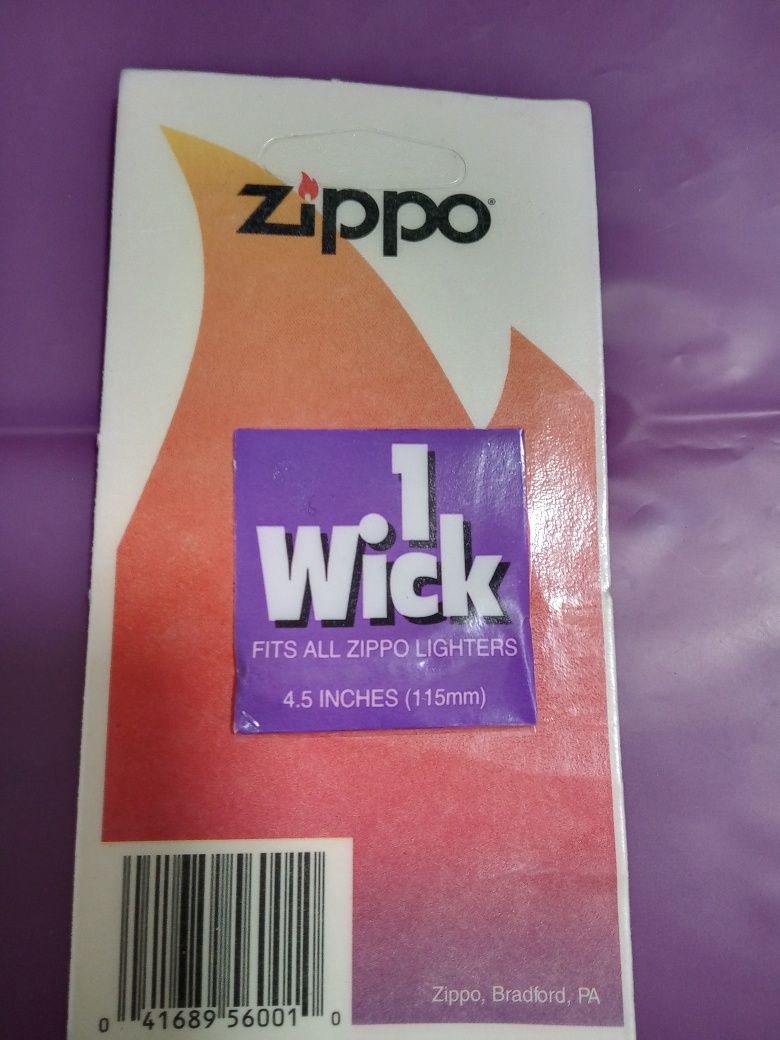 zippo®
1
Wick
FITS ALL ZIPPO LIGHTERS
4.5 INCHES (115mm)
Zippo, Bradford, PA
0 41689 56001 0